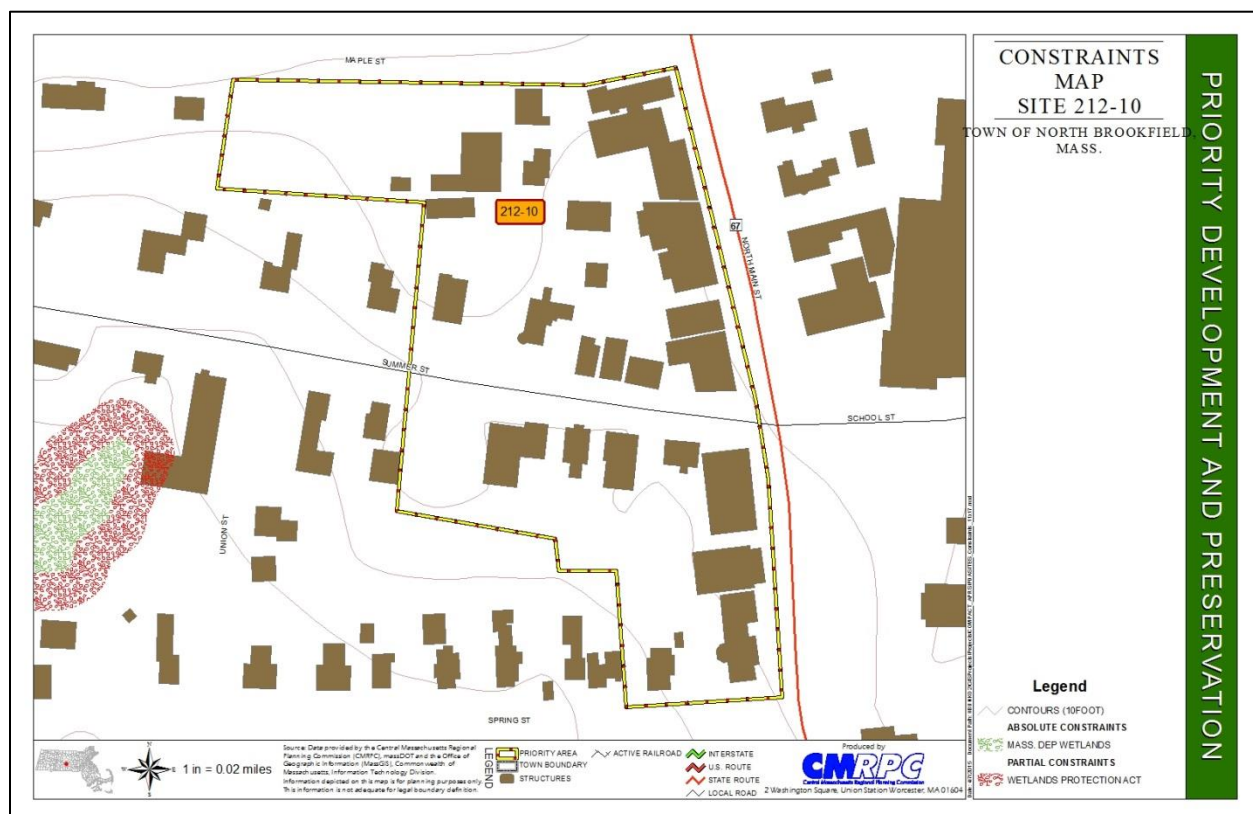 CONSTRAINTS
MAP
SITE 212-10
TOWN OF NORTH BROOKFIELD,
MASS.
PRIORITY DEVELOPMENT AND PRESERVATION
MAPLE ST
212-10
67
NORTH MAIN ST
SUMMER ST
SCHOOL ST
UNION ST
SPRING ST
Legend
CONTOURS (10FOOT)
ABSOLUTE CONSTRAINTS
MASS. DEP WETLANDS
PARTIAL CONSTRAINTS
WETLANDS PROTECTION ACT
1 in = 0.02 miles
Source: Data provided by the Central Massachusetts Regional
Planning Commission (CMRPC), massDOT and the Office of
Geographic Information (MassGIS), Commonwealth of
Massachusetts, Information Technology Division.
Information depicted on this map is for planning purposes only.
This information is not adequate for legal boundary definition.
LEGEND
PRIORITY AREA
TOWN BOUNDARY
STRUCTURES
ACTIVE RAILROAD
INTERSTATE
U.S. ROUTE
STATE ROUTE
LOCAL ROAD
Produced by
CMRPC
Central Massachusetts Regional Planning Commission
2 Washington Square, Union Station Worcester, MA 01604